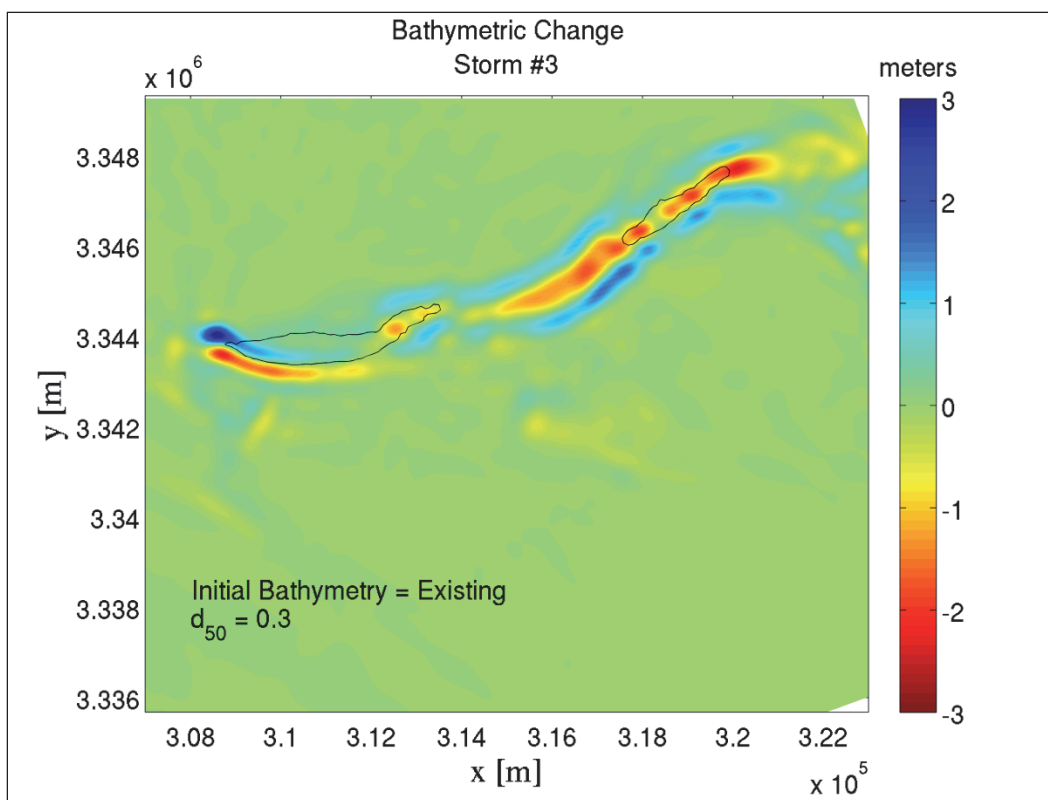 Bathymetric Change
Storm #3
x 10^6
meters
3.348
3.346
3.344
3.342
3.34
3.338
3.336
y [m]
3
2
1
0
-1
-2
-3
Initial Bathymetry = Existing
d_50 = 0.3
3.08 3.1 3.12 3.14 3.16 3.18 3.2 3.22
x [m]
x 10^5